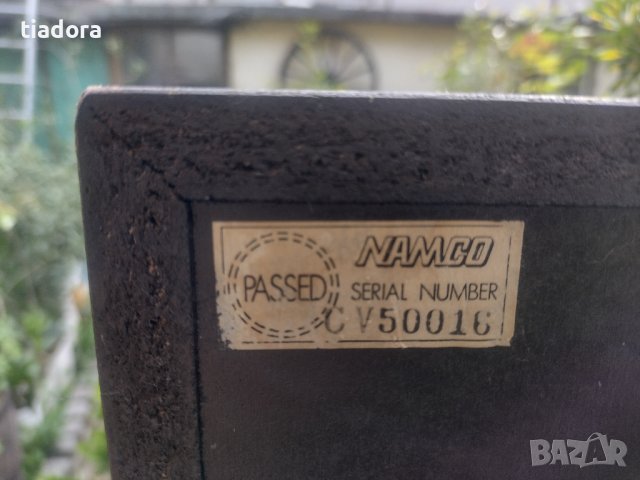 tiadora
NAMCO
PASSED
SERIAL NUMBER
CV50016
BAZAR